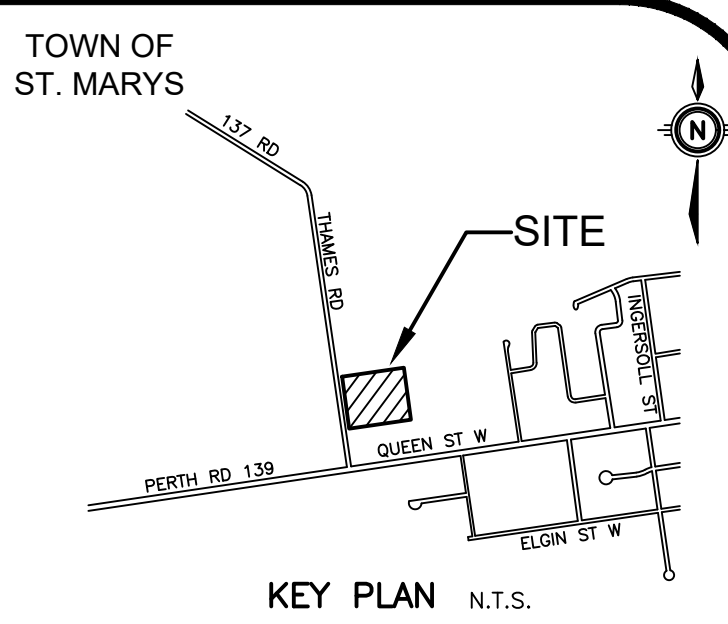 TOWN OF
ST. MARYS
N
137 RD
THAMES RD
SITE
INGERSOLL ST
QUEEN ST W
PERTH RD 139
ELGIN ST W
KEY PLAN N.T.S.